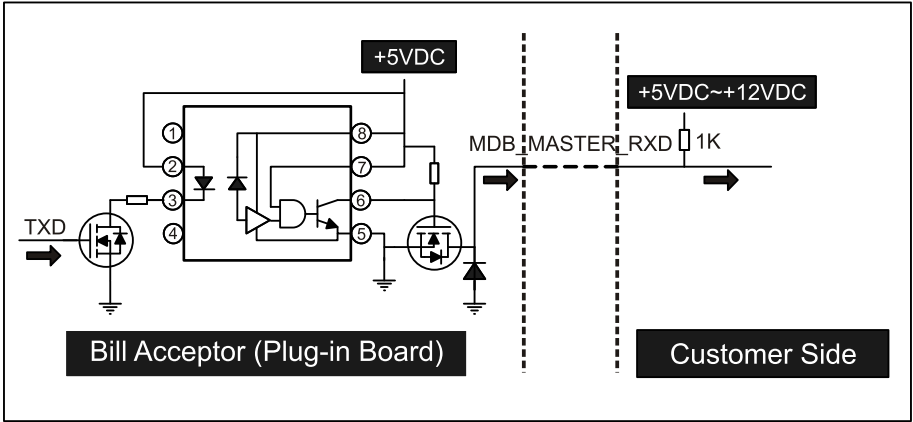 +5VDC
+5VDC~+12VDC
1 8
MDB_MASTER_RXD 1K
2 7
3 6
TXD
4 5
Bill Acceptor (Plug-in Board)
Customer Side